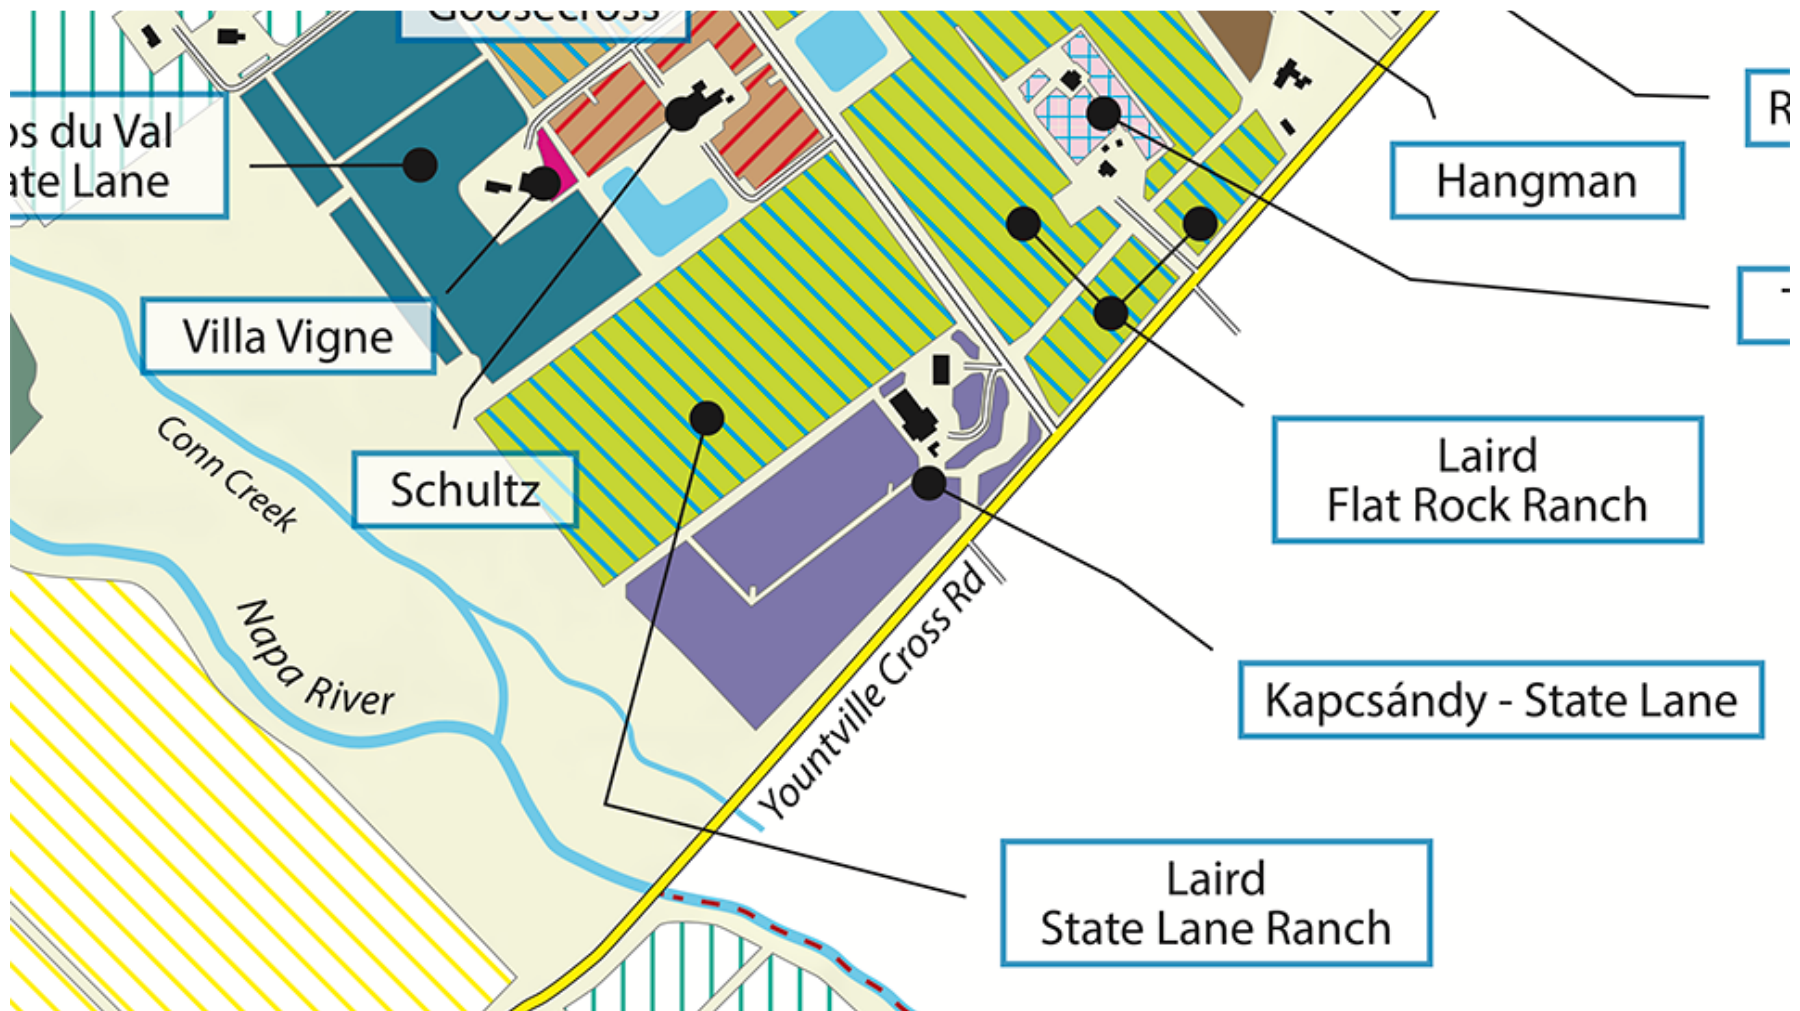 Goosecross
os du Val
ate Lane
R
Hangman
Villa Vigne
Conn Creek
Schultz
Laird
Flat Rock Ranch
Napa River
Yountville Cross Rd
Kapcsándy - State Lane
Laird
State Lane Ranch